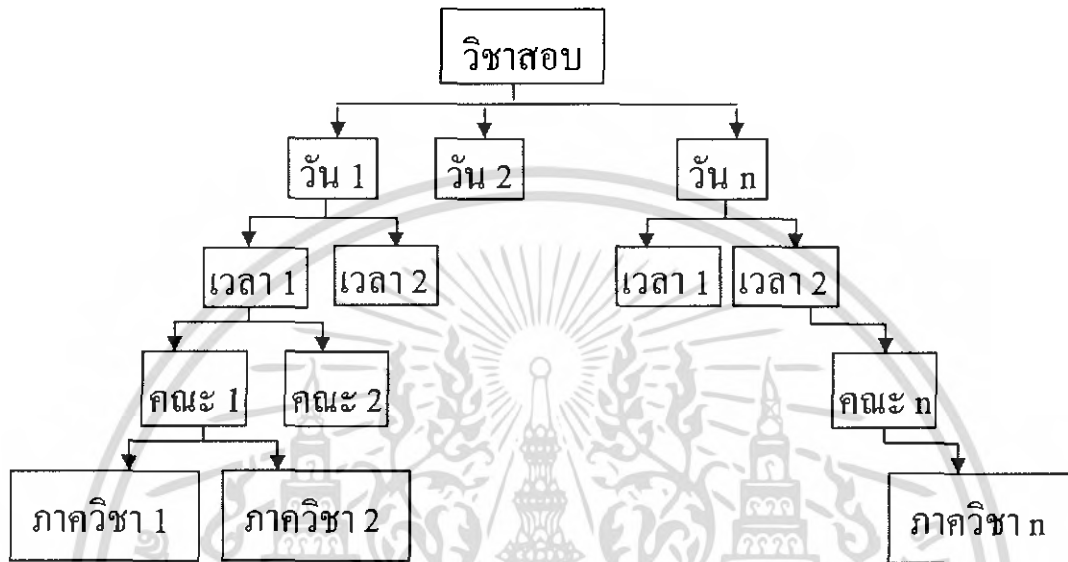 วิชาสอบ
วัน 1 วัน 2 วัน n
เวลา 1 เวลา 2 เวลา 1 เวลา 2
คณะ 1 คณะ 2 คณะ n
ภาควิชา 1 ภาควิชา 2 ภาควิชา n